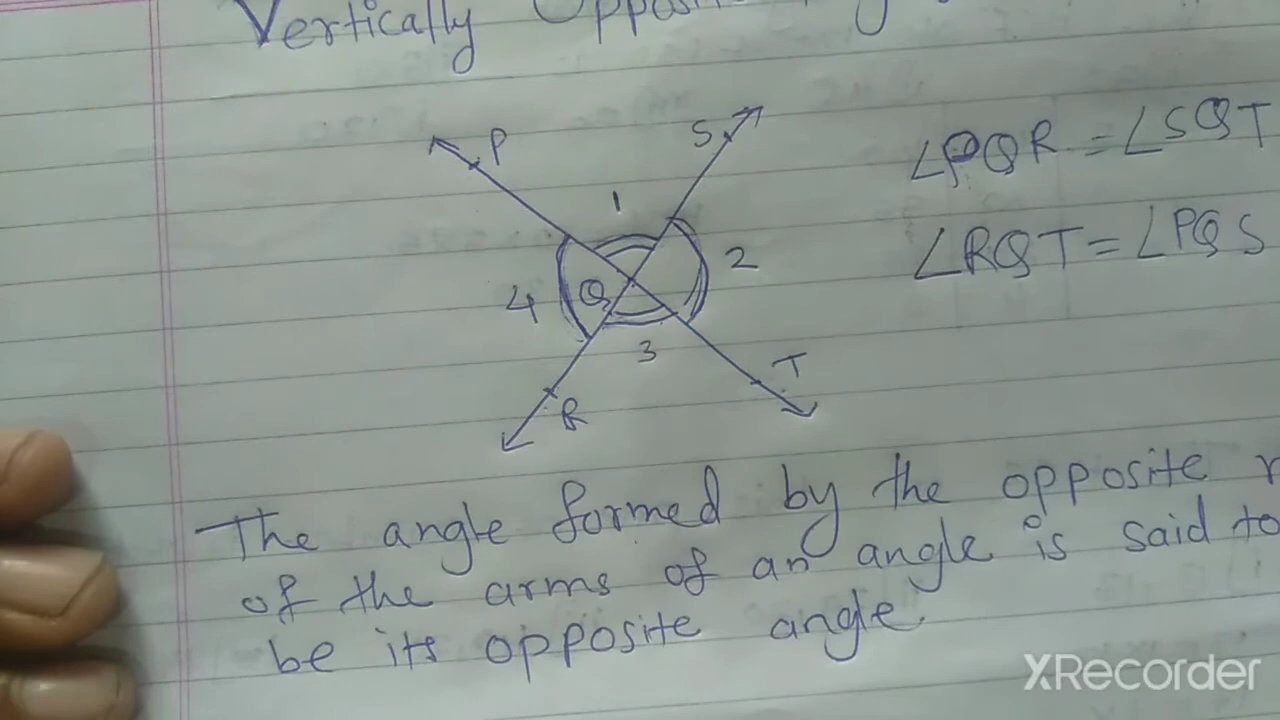 Vertically Opposite
P
S
∠PQR = ∠SQT
1
∠RQT = ∠PQS
2
4
Q
3
T
R
The angle formed by the opposite
of the arms of an angle is said to
be its opposite angle.
XRecorder